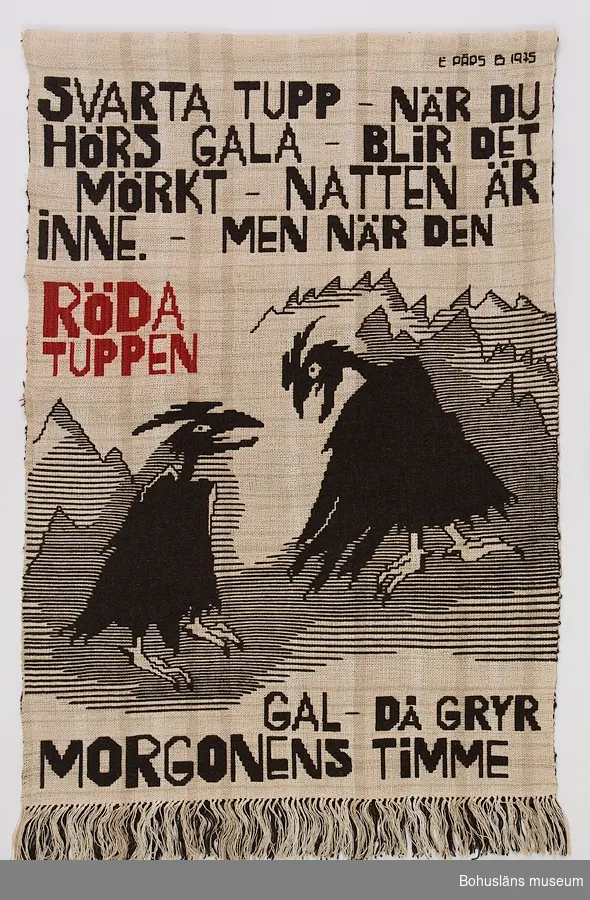 E PÄPS B 1975
SVARTA TUPP - NÄR DU
HÖRS GALA - BLIR DET
MÖRKT - NATTEN ÄR
INNE. - MEN NÄR DEN
RÖDA
TUPPEN
GAL - DÅ GRYR
MORGONENS TIMME
Bohusläns museum